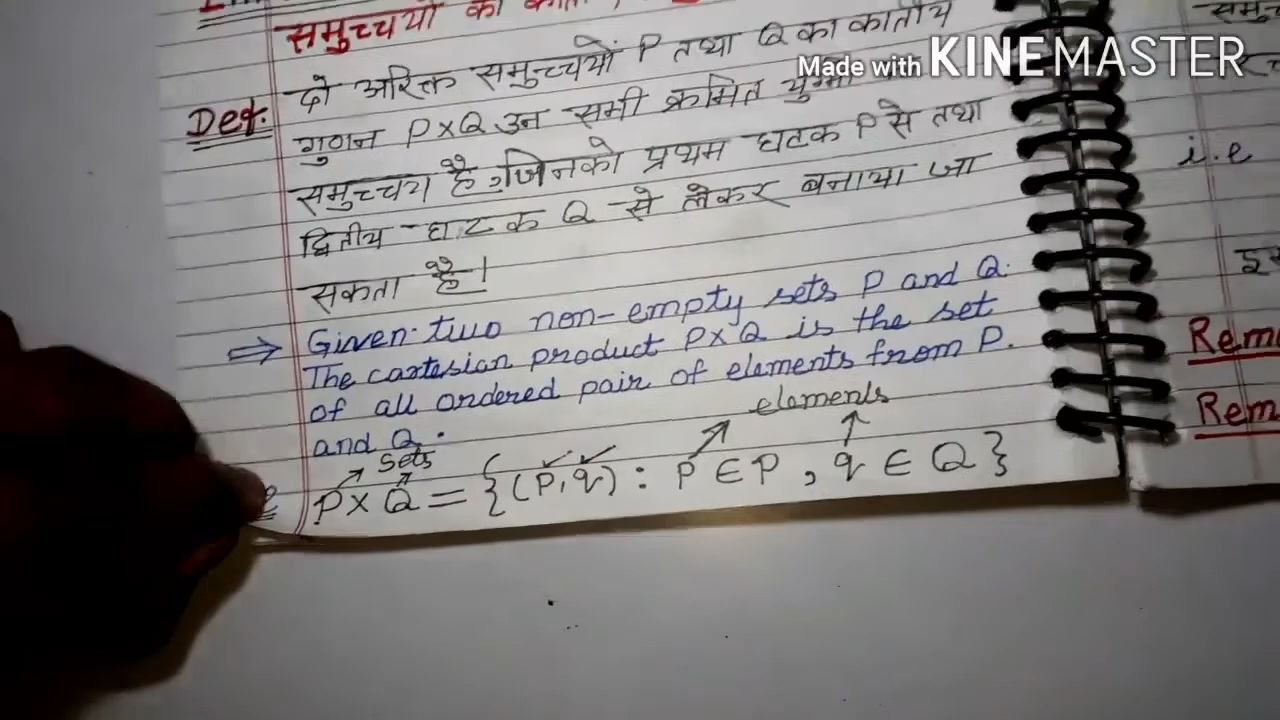 समुच्चयों का
Made with KINEMASTER
Def. दो अरिक्त समुच्चयों P तथा Q का कातीय
गुणन P×Q उन सभी क्रमित युग्मों
समुच्चय है, जिनको प्रथम घटक P से तथा
द्वितीय घटक Q से लेकर बनाया जा
सकता है।
⇒ Given two non-empty sets P and Q.
The cartesian product P×Q is the set
of all ordered pair of elements from P.
and Q.
sets
elements
P×Q = {(P,q) : P ∈ P, q ∈ Q}
i.e
Rem
Rem